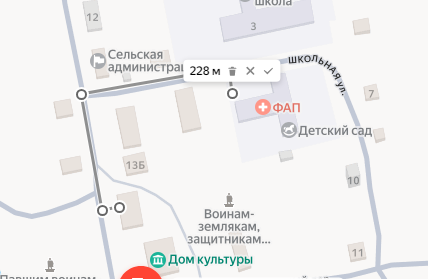 школа
12
3
Сельская
администрац
228 м
ШКОЛЬНАЯ УЛ.
7
ФАП
Детский сад
13Б
10
Воинам-
землякам,
защитникам...
Дом культуры
11
Павшим воинам